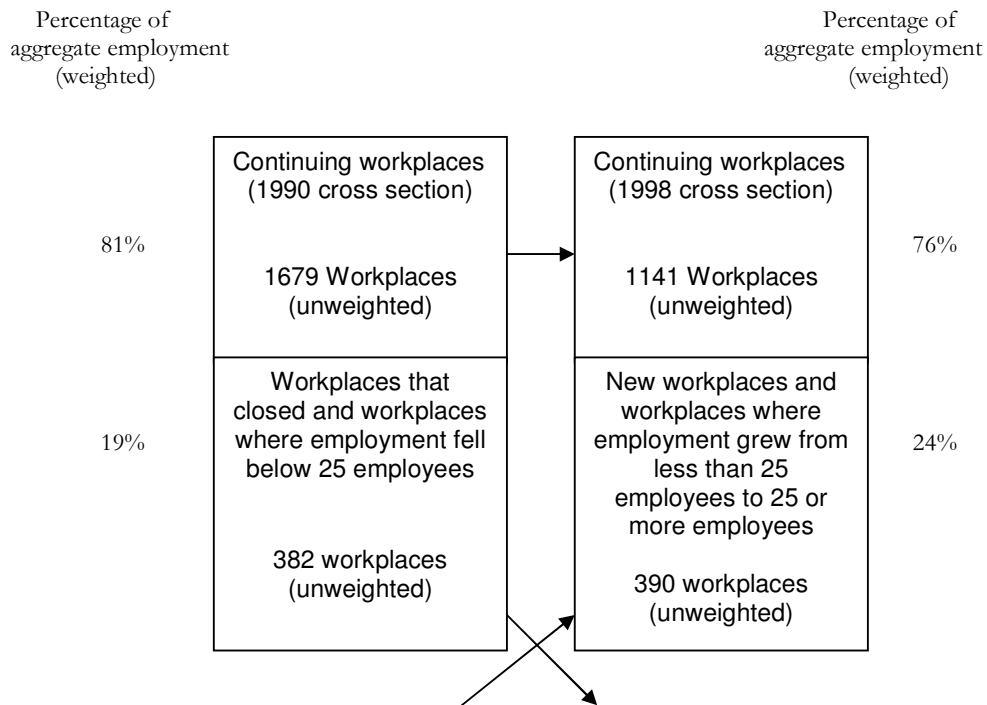 Percentage of
aggregate employment
(weighted)
Percentage of
aggregate employment
(weighted)
Continuing workplaces
(1990 cross section)
1679 Workplaces
(unweighted)
Continuing workplaces
(1998 cross section)
1141 Workplaces
(unweighted)
81%
76%
Workplaces that
closed and workplaces
where employment fell
below 25 employees
382 workplaces
(unweighted)
New workplaces and
workplaces where
employment grew from
less than 25
employees to 25 or
more employees
390 workplaces
(unweighted)
19%
24%